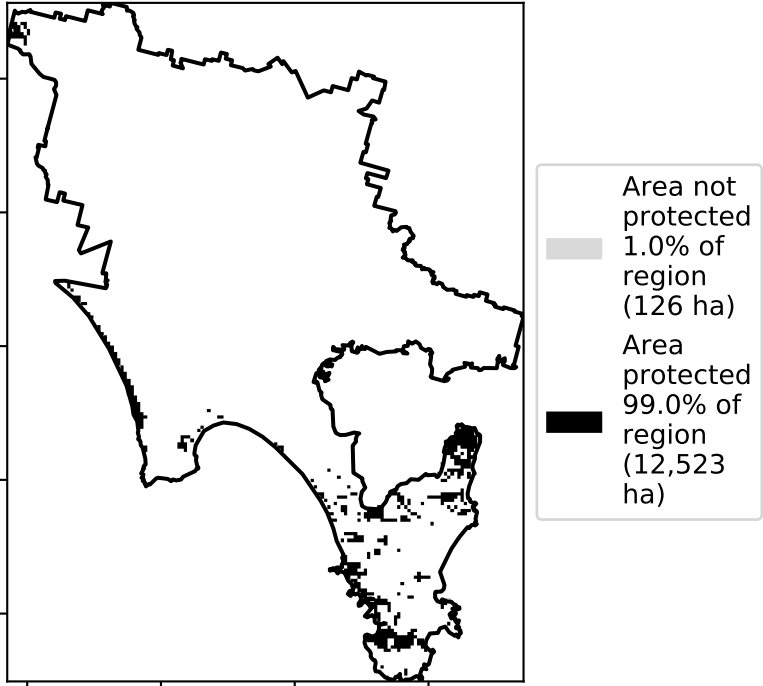 Area not
protected
1.0% of
region
(126 ha)
Area
protected
99.0% of
region
(12,523
ha)